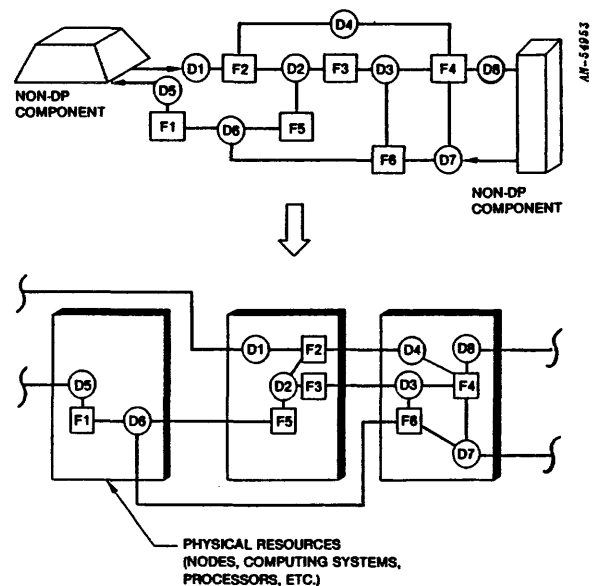 AN-54953
D4
D1 F2 D2 F3 D3 F4 D8
D5
NON-DP
COMPONENT
F1 D6 F5
F6 D7
NON-DP
COMPONENT
D1 F2 D4 D8
D5 D2 F3 D3 F4
F1 D6 F5 F6
D7
PHYSICAL RESOURCES
(NODES, COMPUTING SYSTEMS,
PROCESSORS, ETC.)